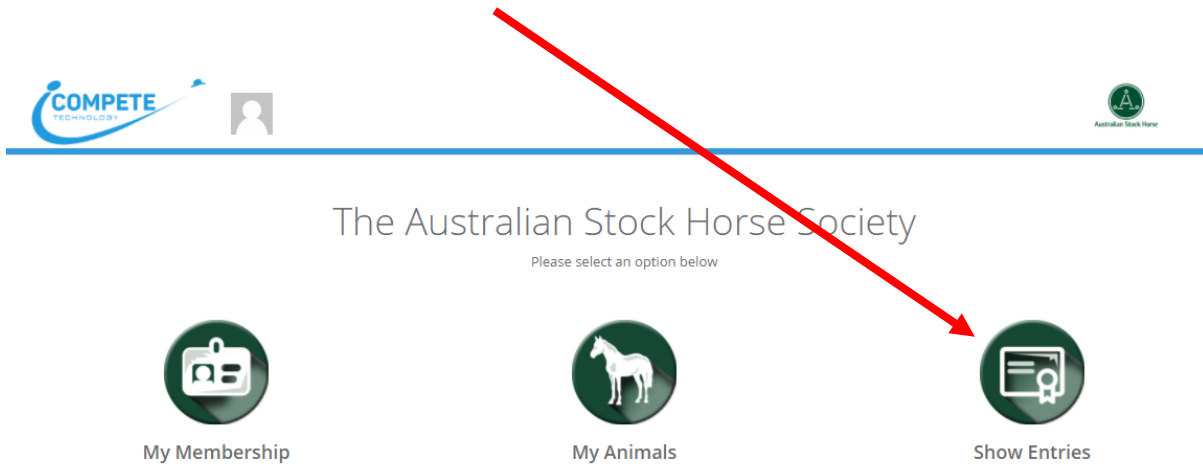 COMPETE
TECHNOLOGY
Australian Stock Horse
The Australian Stock Horse Society
Please select an option below
My Membership
My Animals
Show Entries